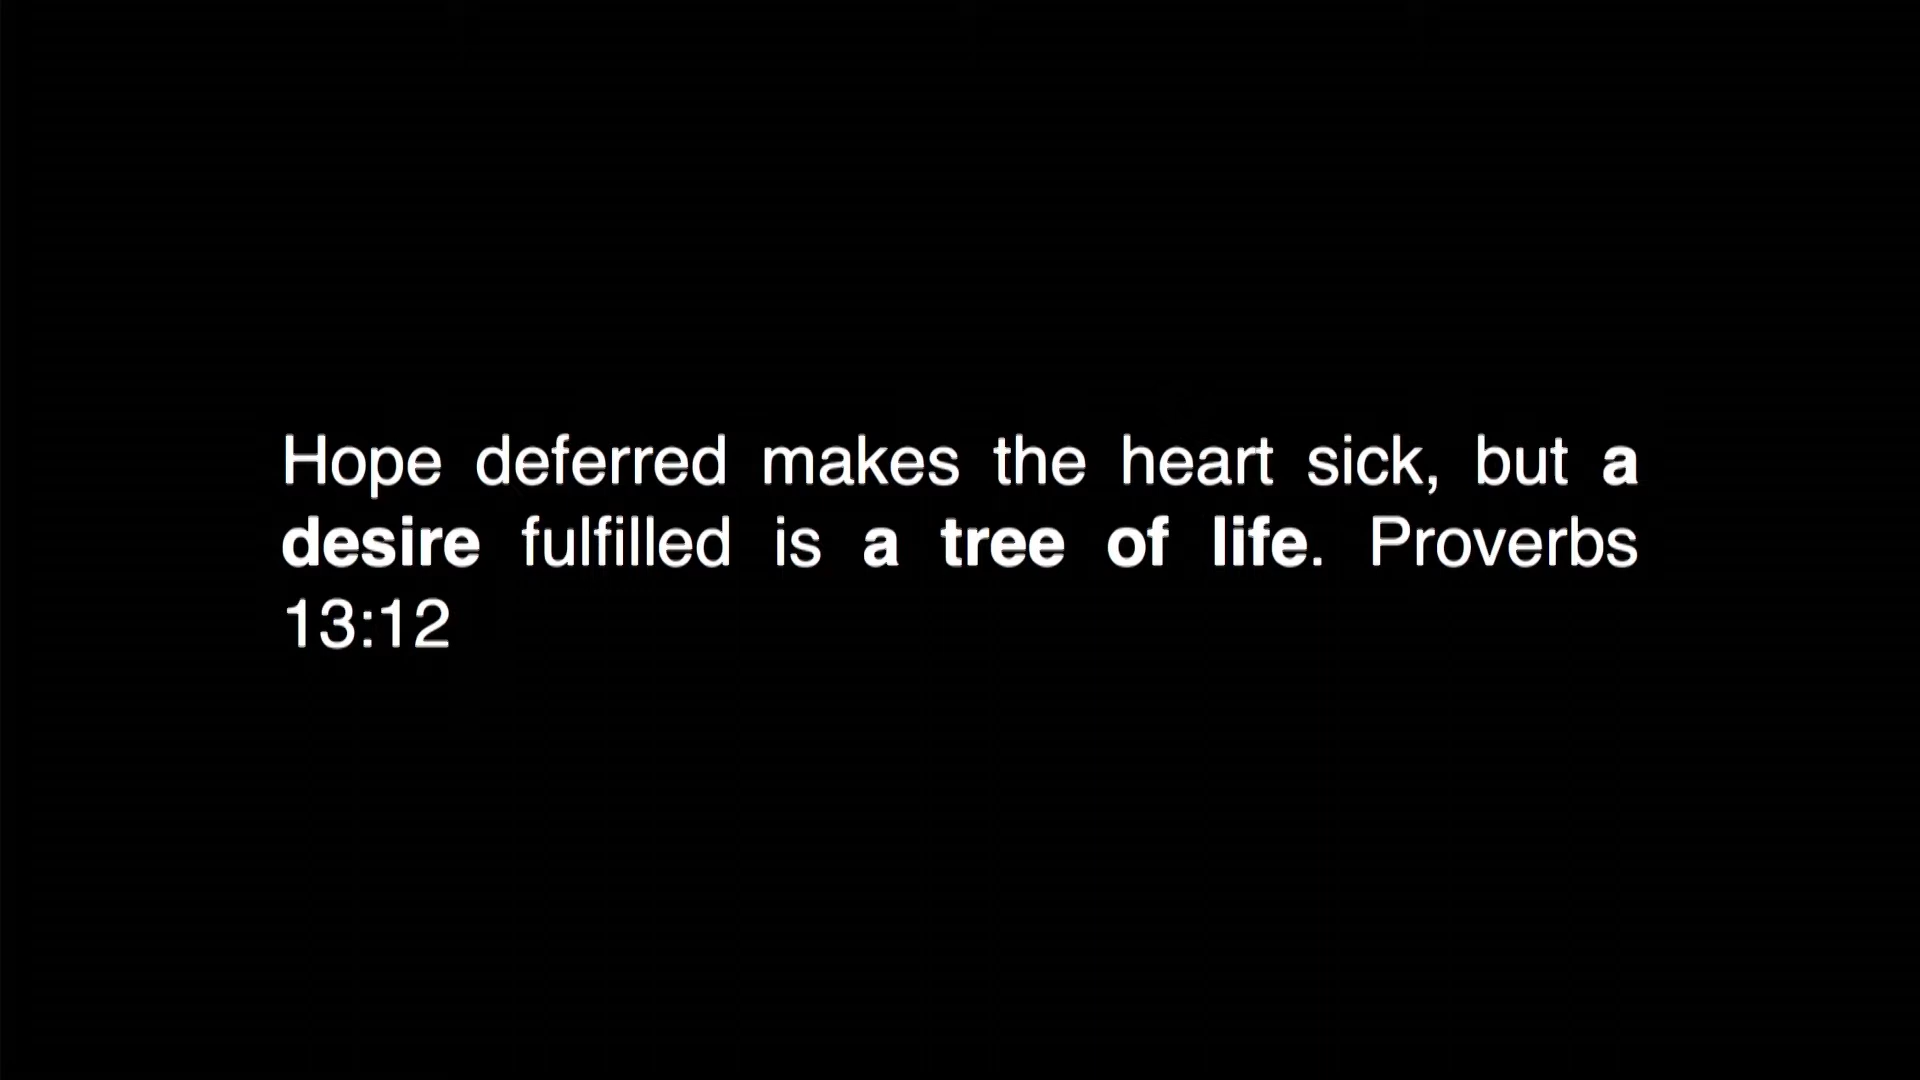 Hope deferred makes the heart sick, but a
desire fulfilled is a tree of life. Proverbs
13:12